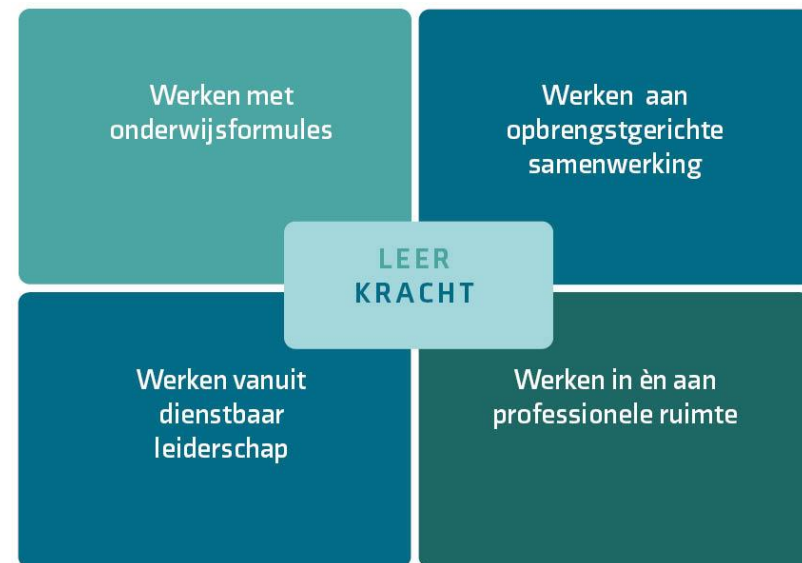 Werken met
onderwijsformules
Werken aan
opbrengstgerichte
samenwerking
LEER
KRACHT
Werken vanuit
dienstbaar
leiderschap
Werken in èn aan
professionele ruimte